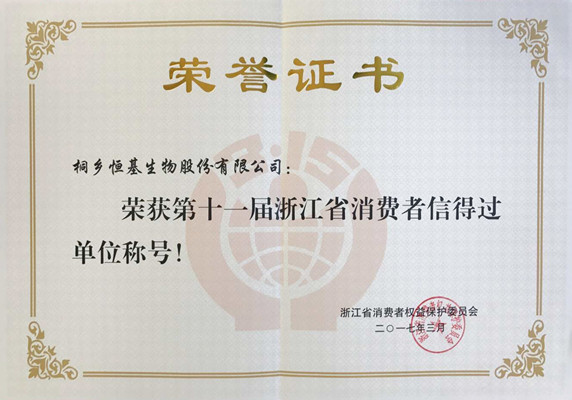 荣誉证书
3·15
桐乡恒基生物股份有限公司：
荣获第十一届浙江省消费者信得过
单位称号！
浙江省消费者权益保护委员会
二〇一七年三月